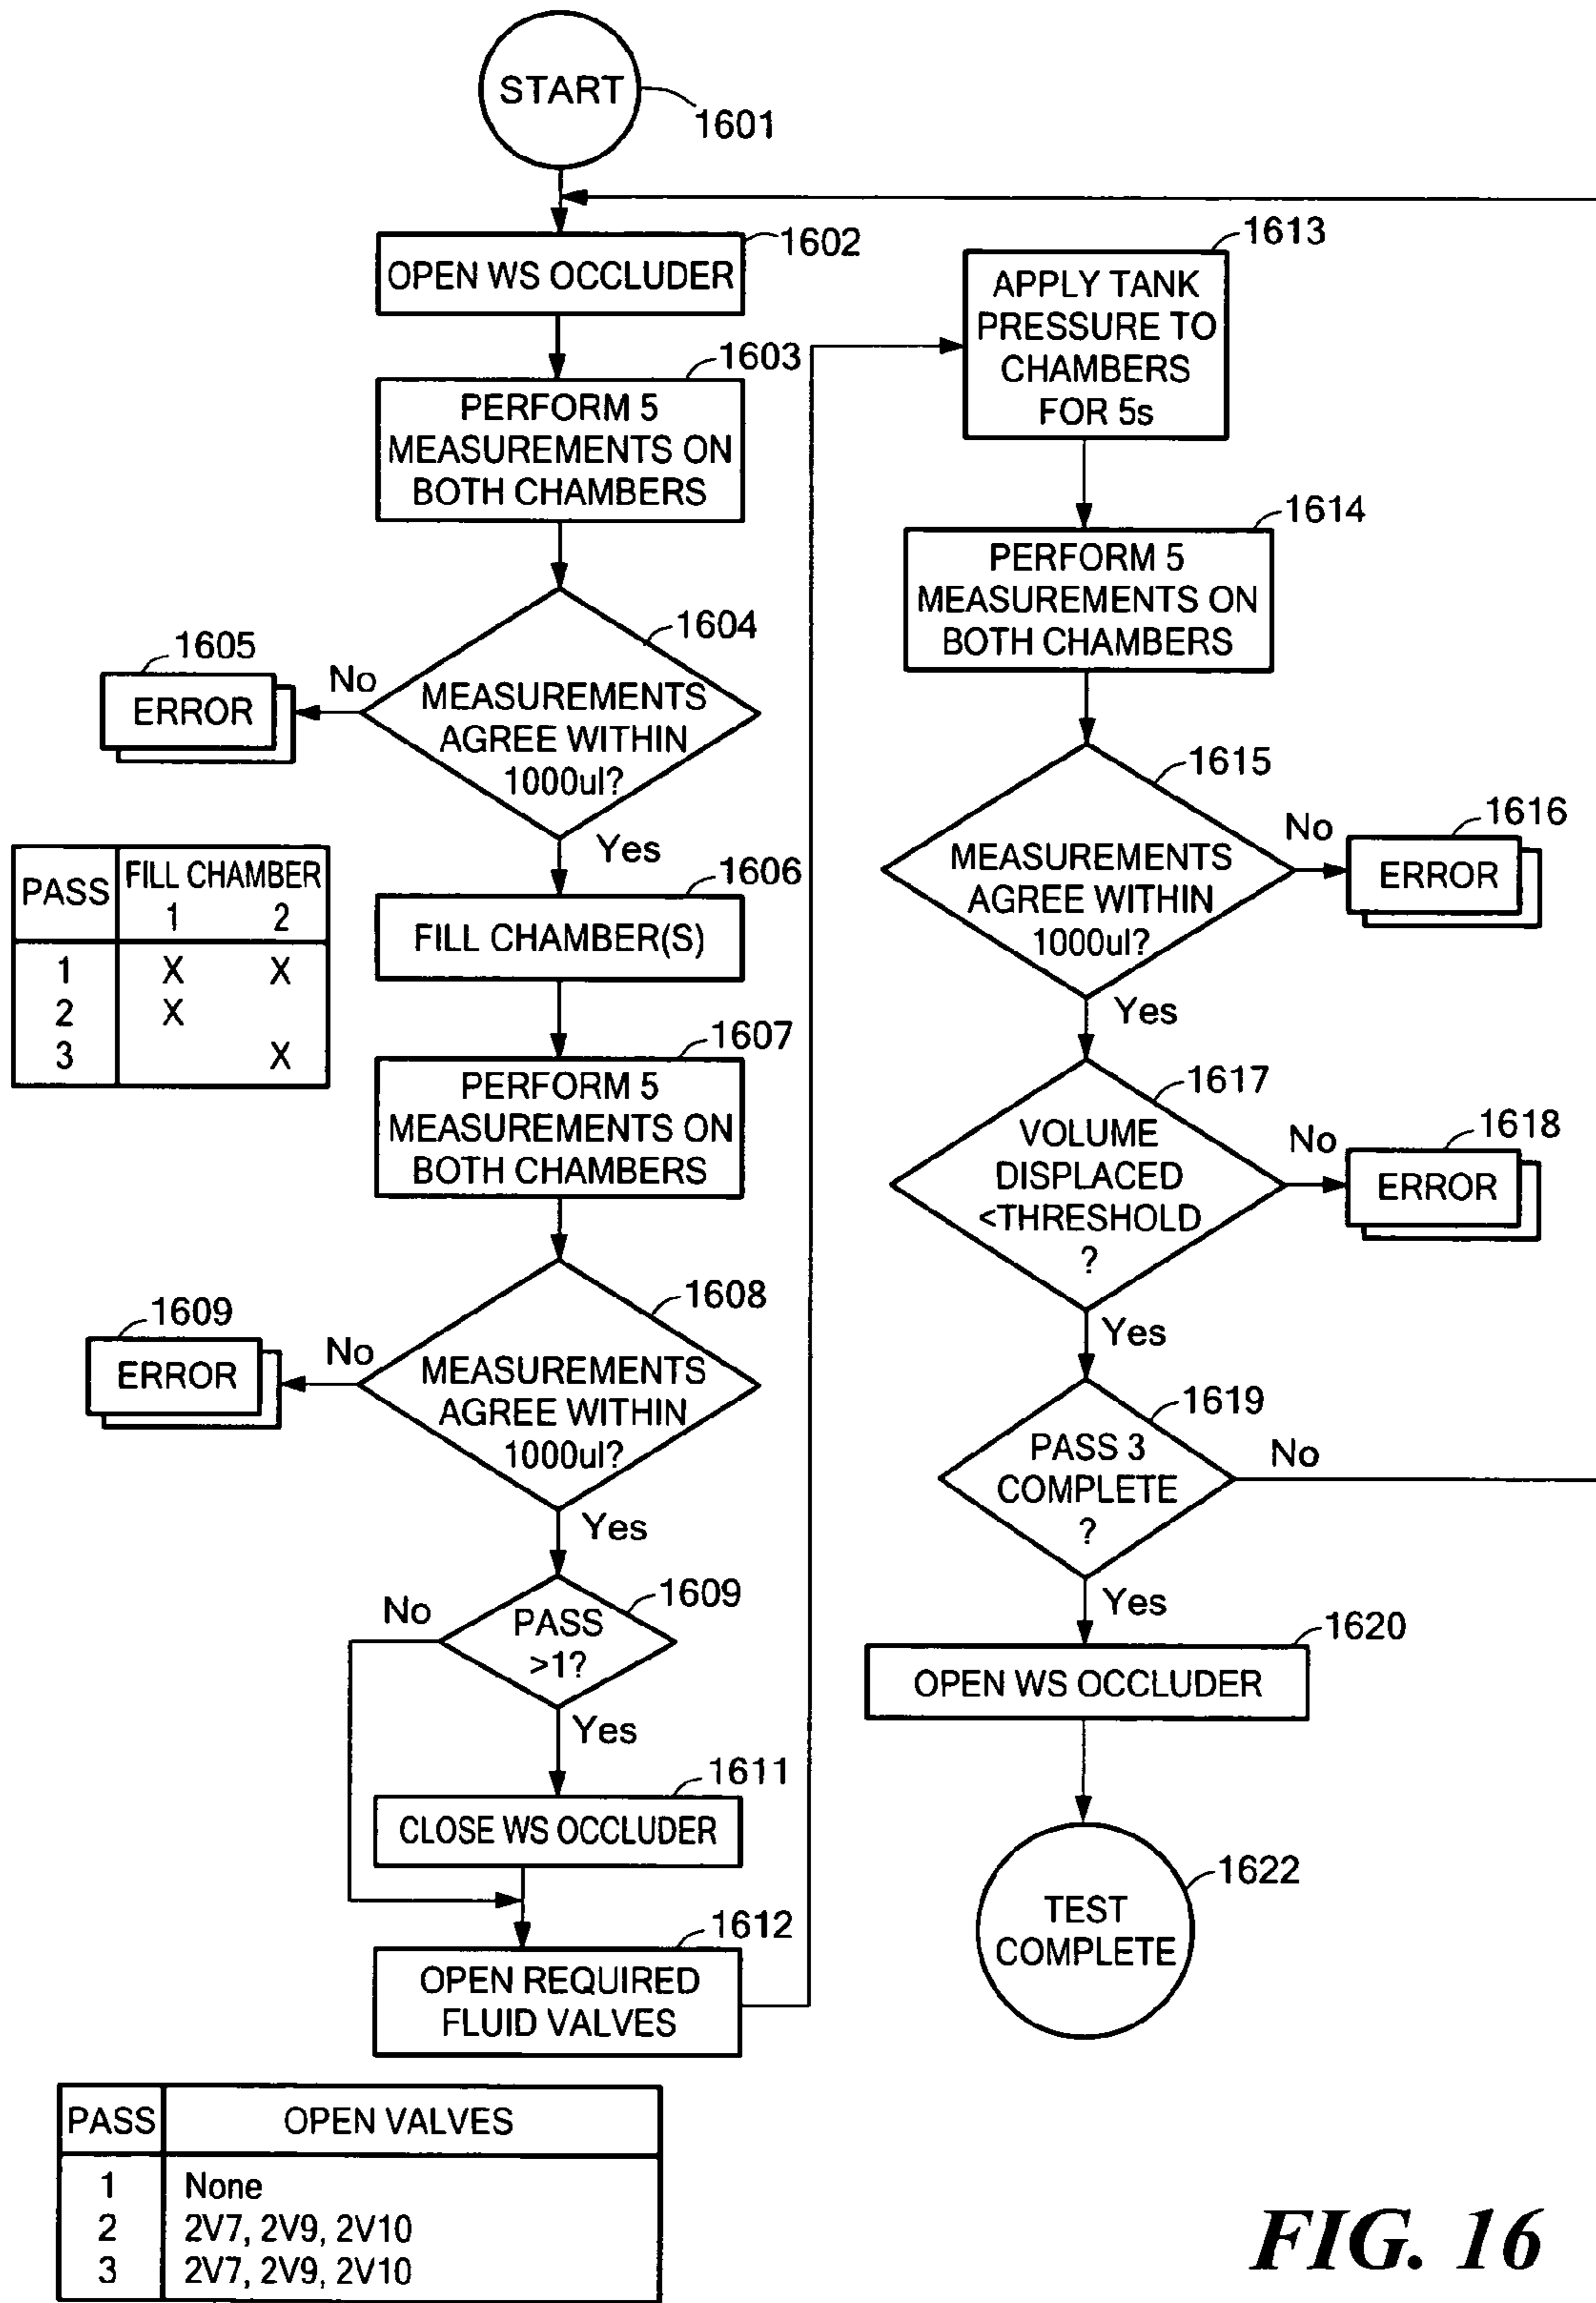 START
1601
1602
OPEN WS OCCLUDER
1603
PERFORM 5
MEASUREMENTS ON
BOTH CHAMBERS
1604
MEASUREMENTS
AGREE WITHIN
1000ul?
No
1605
ERROR
Yes
PASS
FILL CHAMBER
1 2
1 X X
2 X
3 X
1606
FILL CHAMBER(S)
1607
PERFORM 5
MEASUREMENTS ON
BOTH CHAMBERS
1608
MEASUREMENTS
AGREE WITHIN
1000ul?
No
1609
ERROR
Yes
1609
PASS
>1?
No
Yes
1611
CLOSE WS OCCLUDER
1612
OPEN REQUIRED
FLUID VALVES
PASS OPEN VALVES
1 None
2 2V7, 2V9, 2V10
3 2V7, 2V9, 2V10
1613
APPLY TANK
PRESSURE TO
CHAMBERS
FOR 5s
1614
PERFORM 5
MEASUREMENTS ON
BOTH CHAMBERS
1615
MEASUREMENTS
AGREE WITHIN
1000ul?
No
1616
ERROR
Yes
1617
VOLUME
DISPLACED
<THRESHOLD
?
No
1618
ERROR
Yes
1619
PASS 3
COMPLETE
?
No
Yes
1620
OPEN WS OCCLUDER
1622
TEST
COMPLETE
FIG. 16